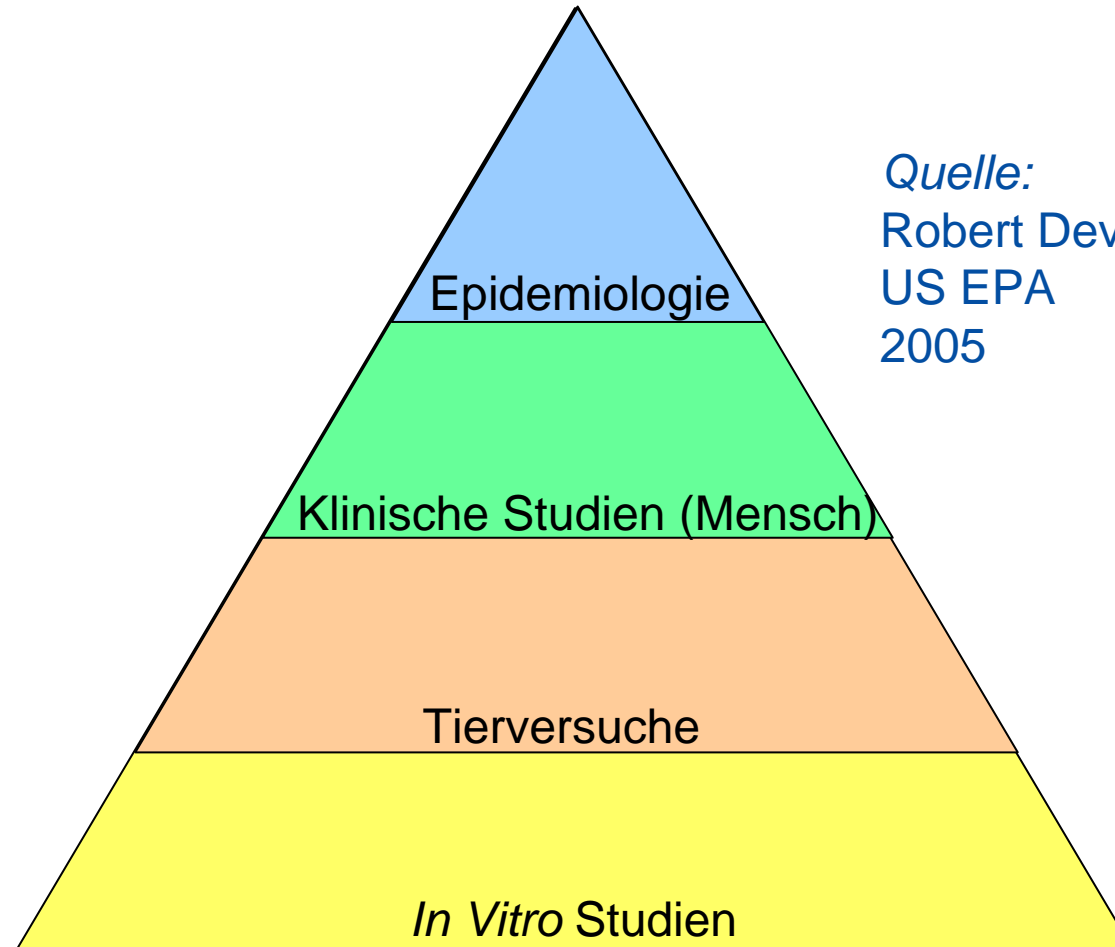 Quelle:
Robert Dev
US EPA
2005
Epidemiologie
Klinische Studien (Mensch)
Tierversuche
In Vitro Studien